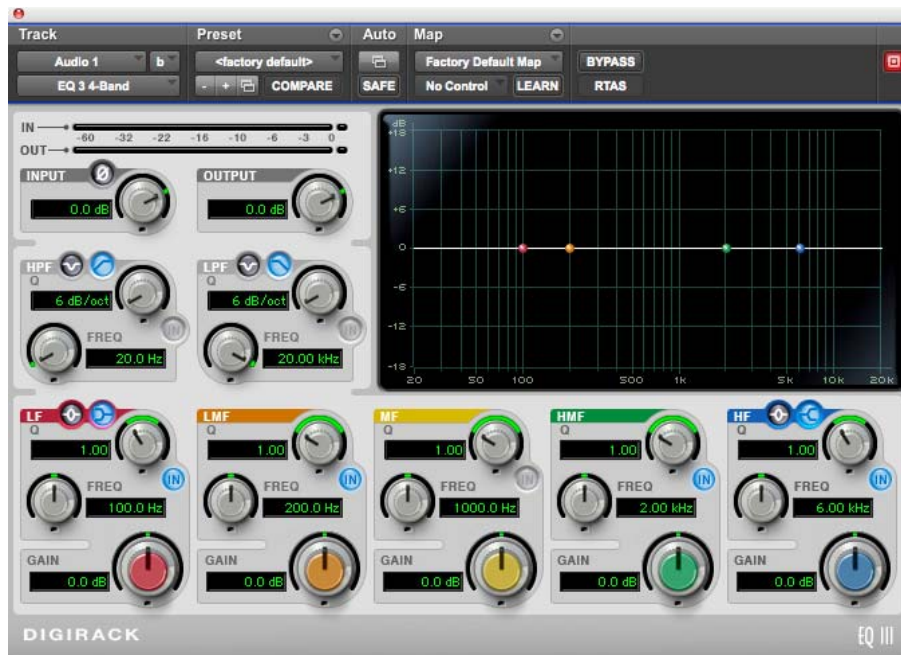 Track Preset Auto Map
Audio 1 b <factory default> Factory Default Map BYPASS
EQ 3 4-Band - + COMPARE SAFE No Control LEARN RTAS
IN
-60 -32 -22 -16 -10 -6 -3 0
OUT
INPUT Ø OUTPUT
0.0 dB 0.0 dB
HPF LPF
Q Q
6 dB/oct 6 dB/oct
IN IN
FREQ FREQ
20.0 Hz 20.00 kHz
dB
+18
+12
+6
0
-6
-12
-18
20 50 100 500 1k 5k 10k 20k
LF LMF MF HMF HF
Q Q Q Q Q
1.00 1.00 1.00 1.00 1.00
IN IN IN IN IN
FREQ FREQ FREQ FREQ FREQ
100.0 Hz 200.0 Hz 1000.0 Hz 2.00 kHz 6.00 kHz
GAIN GAIN GAIN GAIN GAIN
0.0 dB 0.0 dB 0.0 dB 0.0 dB 0.0 dB
DIGIRACK EQ III